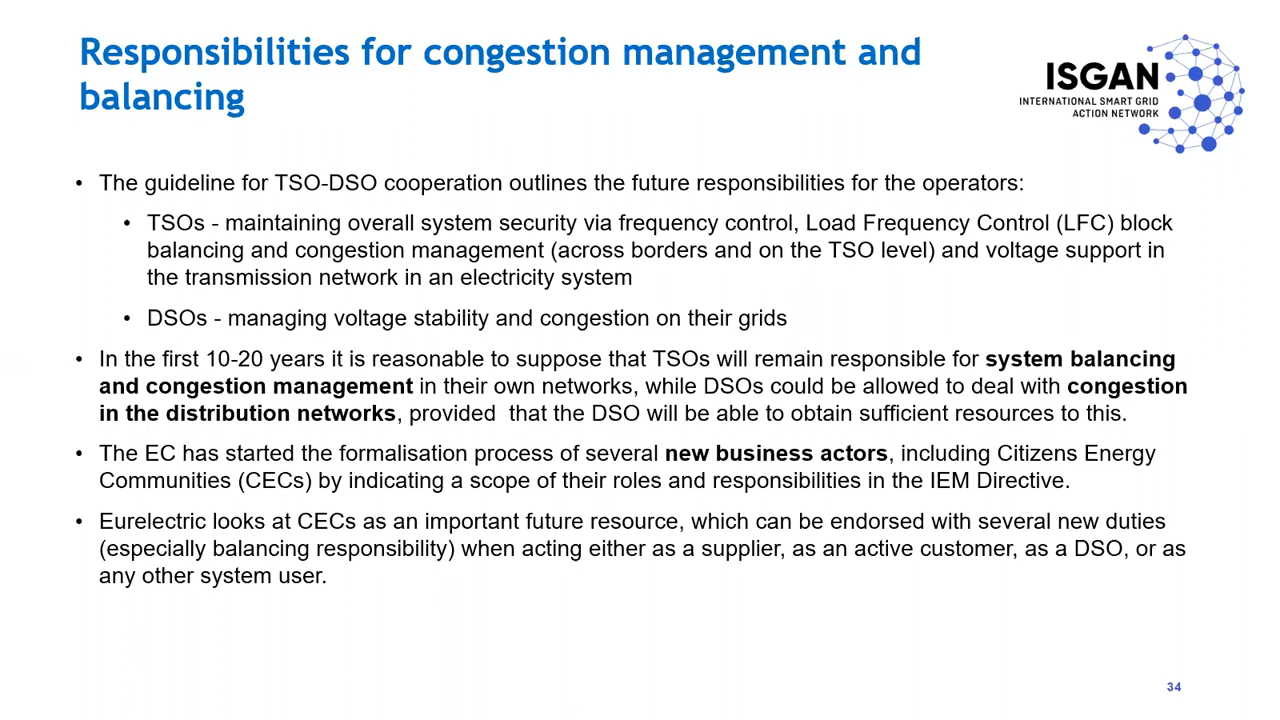 Responsibilities for congestion management and
balancing
ISGAN
INTERNATIONAL SMART GRID
ACTION NETWORK
• The guideline for TSO-DSO cooperation outlines the future responsibilities for the operators:
• TSOs - maintaining overall system security via frequency control, Load Frequency Control (LFC) block
balancing and congestion management (across borders and on the TSO level) and voltage support in
the transmission network in an electricity system
• DSOs - managing voltage stability and congestion on their grids
• In the first 10-20 years it is reasonable to suppose that TSOs will remain responsible for system balancing
and congestion management in their own networks, while DSOs could be allowed to deal with congestion
in the distribution networks, provided  that the DSO will be able to obtain sufficient resources to this.
• The EC has started the formalisation process of several new business actors, including Citizens Energy
Communities (CECs) by indicating a scope of their roles and responsibilities in the IEM Directive.
• Eurelectric looks at CECs as an important future resource, which can be endorsed with several new duties
(especially balancing responsibility) when acting either as a supplier, as an active customer, as a DSO, or as
any other system user.
34